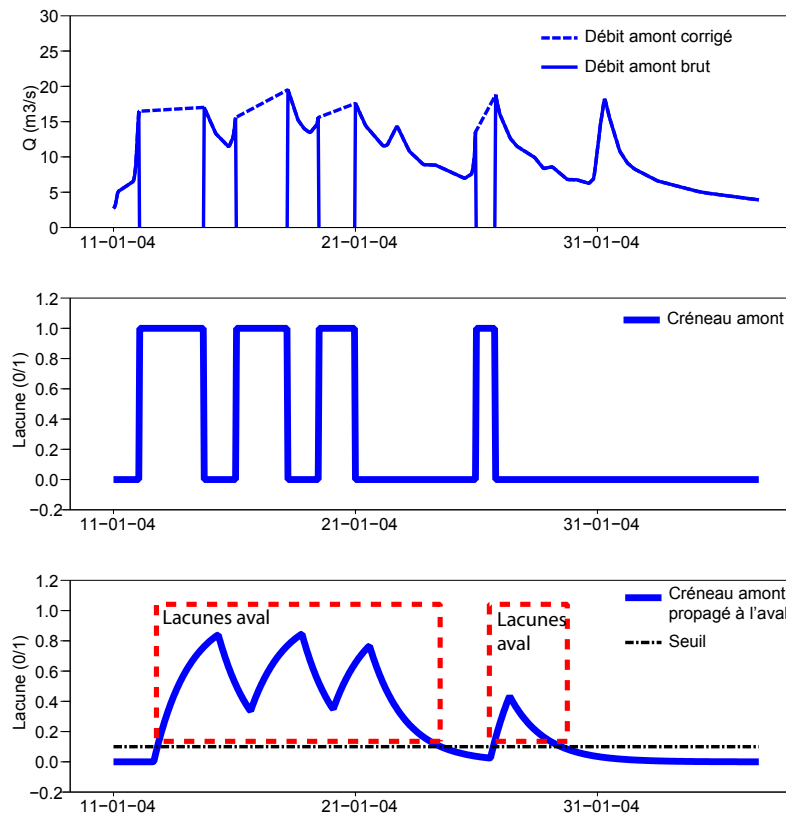 30
25
20
15
10
5
0
Q (m3/s)
Débit amont corrigé
Débit amont brut
11−01−04
21−01−04
31−01−04
1.2
1.0
0.8
0.6
0.4
0.2
0.0
−0.2
Lacune (0/1)
Créneau amont
11−01−04
21−01−04
31−01−04
1.2
1.0
0.8
0.6
0.4
0.2
0.0
−0.2
Lacune (0/1)
Lacunes aval
Lacunes
aval
Créneau amont
propagé à l'aval
Seuil
11−01−04
21−01−04
31−01−04